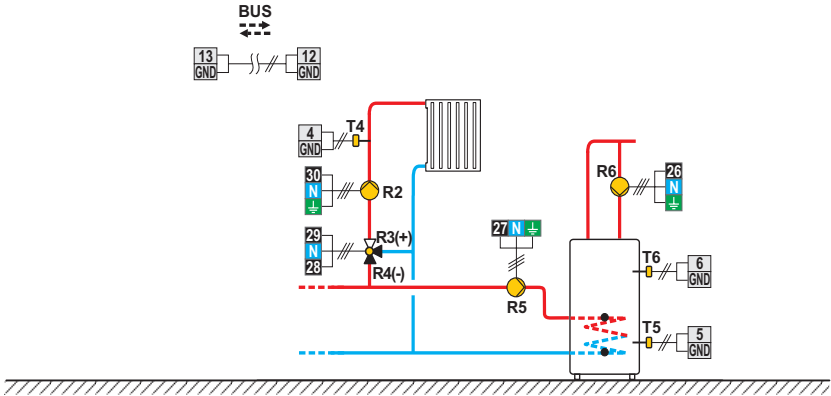 BUS
13
GND
12
GND
T4
4
GND
30
N
R2
29
N
28
R3(+)
R4(-)
27 N
R5
R6
26
N
T6
6
GND
T5
5
GND